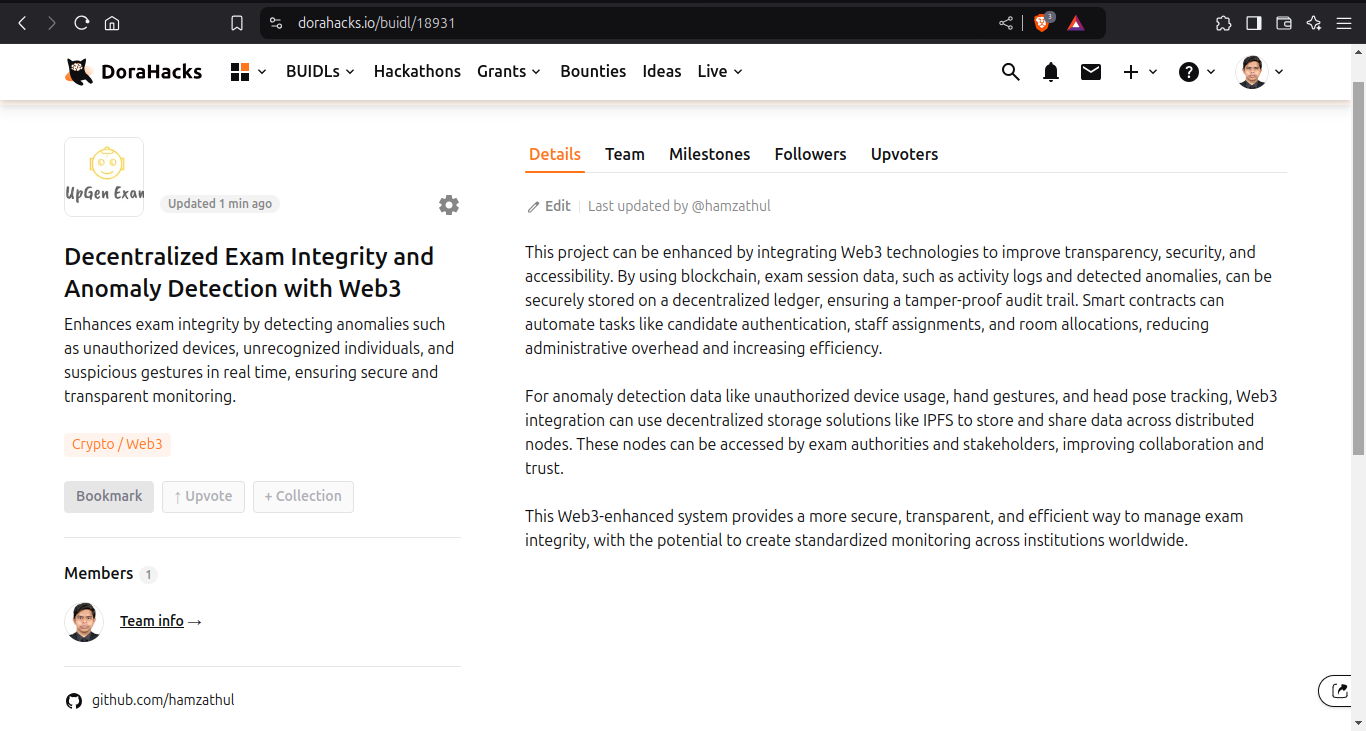 dorahacks.io/buidl/18931
3
DoraHacks
BUIDLs
Hackathons
Grants
Bounties
Ideas
Live
UpGen Exam
Updated 1 min ago
Decentralized Exam Integrity and
Anomaly Detection with Web3
Enhances exam integrity by detecting anomalies such
as unauthorized devices, unrecognized individuals, and
suspicious gestures in real time, ensuring secure and
transparent monitoring.
Crypto / Web3
Bookmark
↑ Upvote
+ Collection
Members 1
Team info →
github.com/hamzathul
Details
Team
Milestones
Followers
Upvoters
Edit
Last updated by @hamzathul
This project can be enhanced by integrating Web3 technologies to improve transparency, security, and
accessibility. By using blockchain, exam session data, such as activity logs and detected anomalies, can be
securely stored on a decentralized ledger, ensuring a tamper-proof audit trail. Smart contracts can
automate tasks like candidate authentication, staff assignments, and room allocations, reducing
administrative overhead and increasing efficiency.
For anomaly detection data like unauthorized device usage, hand gestures, and head pose tracking, Web3
integration can use decentralized storage solutions like IPFS to store and share data across distributed
nodes. These nodes can be accessed by exam authorities and stakeholders, improving collaboration and
trust.
This Web3-enhanced system provides a more secure, transparent, and efficient way to manage exam
integrity, with the potential to create standardized monitoring across institutions worldwide.